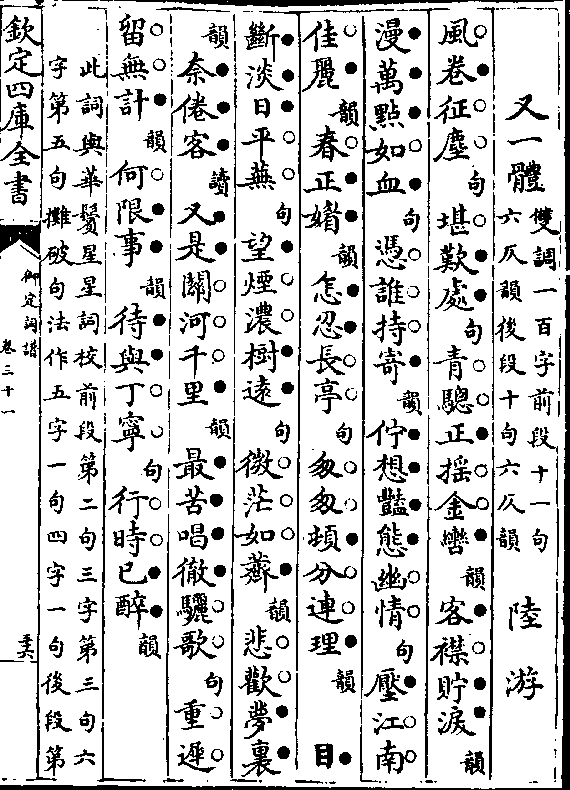 又一體 雙調一百字前段十一句
六仄韻後段十句六仄韻 陸游
風卷征塵句堪歎處句青驄正揺金轡韻客襟貯淚韻
漫萬點如血句憑誰持寄韻佇想豔態幽情句壓江南
佳麗韻春正媚韻怎忍長亭句匆匆頓分連理韻目
斷淡日平蕪句望煙濃樹遠句微茫如薺韻悲歡夢裏
韻奈倦客讀又是關河千里韻最苦唱徹驪歌句重遲
留無計韻何限事韻待與丁寧句行時已醉韻
此詞與華鬢星星詞校前段第二句三字第三句六
字第五句攤破句法作五字一句四字一句後段第
欽定四庫全書
御定詞譜
卷三十一